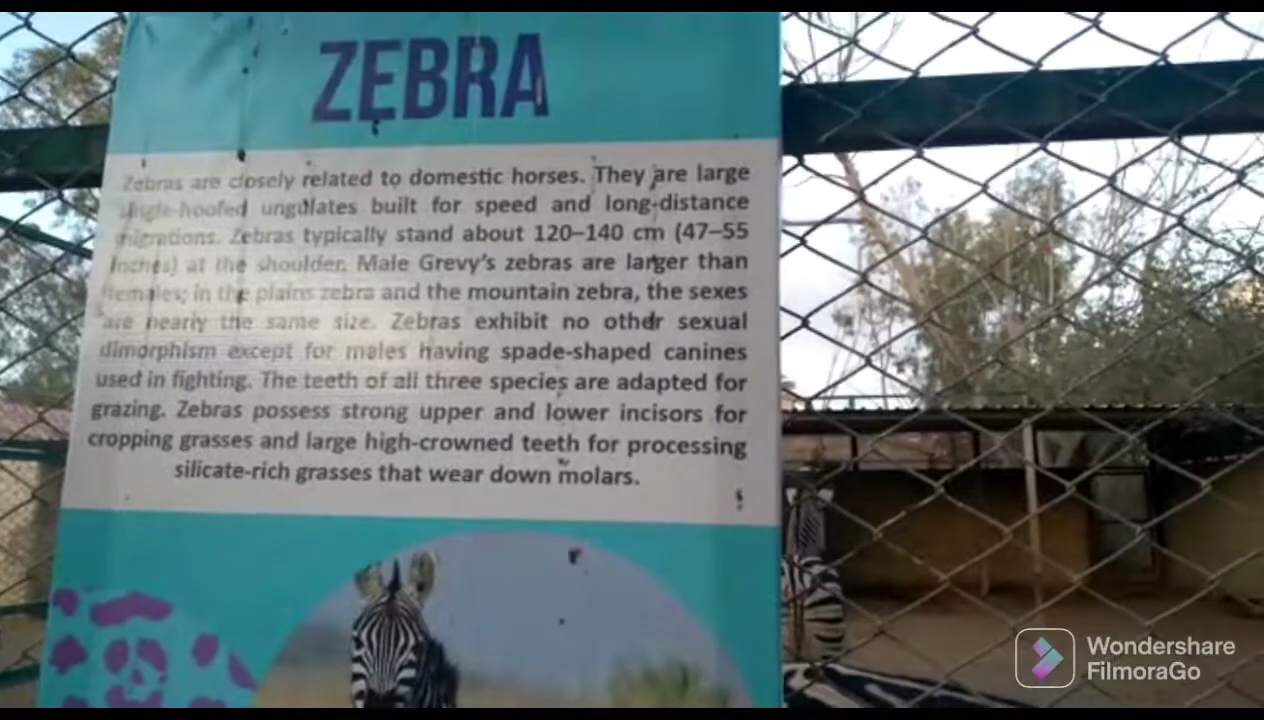 ZEBRA
Zebras are closely related to domestic horses. They are large
single-hoofed ungulates built for speed and long-distance
migrations. Zebras typically stand about 120–140 cm (47–55
inches) at the shoulder. Male Grevy's zebras are larger than
females; in the plains zebra and the mountain zebra, the sexes
are nearly the same size. Zebras exhibit no other sexual
dimorphism except for males having spade-shaped canines
used in fighting. The teeth of all three species are adapted for
grazing. Zebras possess strong upper and lower incisors for
cropping grasses and large high-crowned teeth for processing
silicate-rich grasses that wear down molars.
Wondershare
FilmoraGo